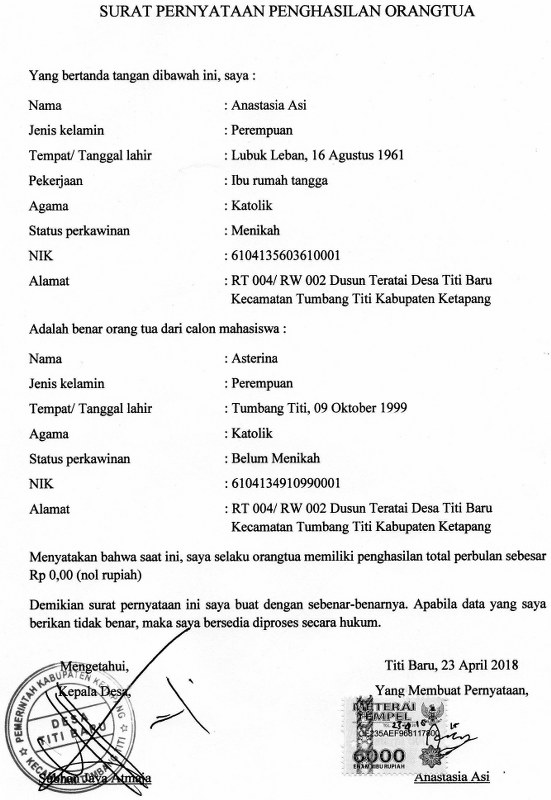 SURAT PERNYATAAN PENGHASILAN ORANGTUA
Yang bertanda tangan dibawah ini, saya :
Nama : Anastasia Asi
Jenis kelamin : Perempuan
Tempat/ Tanggal lahir : Lubuk Leban, 16 Agustus 1961
Pekerjaan : Ibu rumah tangga
Agama : Katolik
Status perkawinan : Menikah
NIK : 6104135603610001
Alamat : RT 004/ RW 002 Dusun Teratai Desa Titi Baru
Kecamatan Tumbang Titi Kabupaten Ketapang
Adalah benar orang tua dari calon mahasiswa :
Nama : Asterina
Jenis kelamin : Perempuan
Tempat/ Tanggal lahir : Tumbang Titi, 09 Oktober 1999
Agama : Katolik
Status perkawinan : Belum Menikah
NIK : 6104134910990001
Alamat : RT 004/ RW 002 Dusun Teratai Desa Titi Baru
Kecamatan Tumbang Titi Kabupaten Ketapang
Menyatakan bahwa saat ini, saya selaku orangtua memiliki penghasilan total perbulan sebesar
Rp 0,00 (nol rupiah)
Demikian surat pernyataan ini saya buat dengan sebenar-benarnya. Apabila data yang saya
berikan tidak benar, maka saya bersedia diproses secara hukum.
Mengetahui,
Kepala Desa,
PEMERINTAH KABUPATEN KETAPANG
DESA
TITI BARU
KECAMATAN TUMBANG TITI
Jaya Atmaja
Titi Baru, 23 April 2018
Yang Membuat Pernyataan,
METERAI
TEMPEL
6000
ENAM RIBU RUPIAH
Anastasia Asi